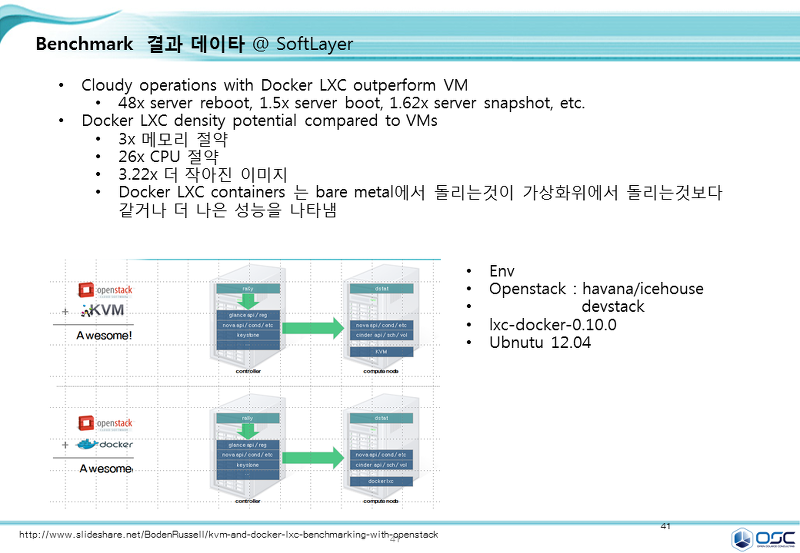 Benchmark 결과 데이타 @ SoftLayer
• Cloudy operations with Docker LXC outperform VM
• 48x server reboot, 1.5x server boot, 1.62x server snapshot, etc.
• Docker LXC density potential compared to VMs
• 3x 메모리 절약
• 26x CPU 절약
• 3.22x 더 작아진 이미지
• Docker LXC containers 는 bare metal에서 돌리는것이 가상화위에서 돌리는것보다
같거나 더 나은 성능을 나타냄
openstack
+ KVM
Awesome!
rally
glance api / reg
nova api / cond / etc
keystone
...
controller
dstat
nova api / cond / etc
cinder api / sch / vol
KVM
compute node
openstack
+ docker
Awesome!
rally
glance api / reg
nova api / cond / etc
keystone
...
controller
dstat
nova api / cond / etc
cinder api / sch / vol
docker lxc
compute node
• Env
• Openstack : havana/icehouse
• devstack
• lxc-docker-0.10.0
• Ubnutu 12.04
http://www.slideshare.net/BodenRussell/kvm-and-docker-lxc-benchmarking-with-openstack
41
41
OSC